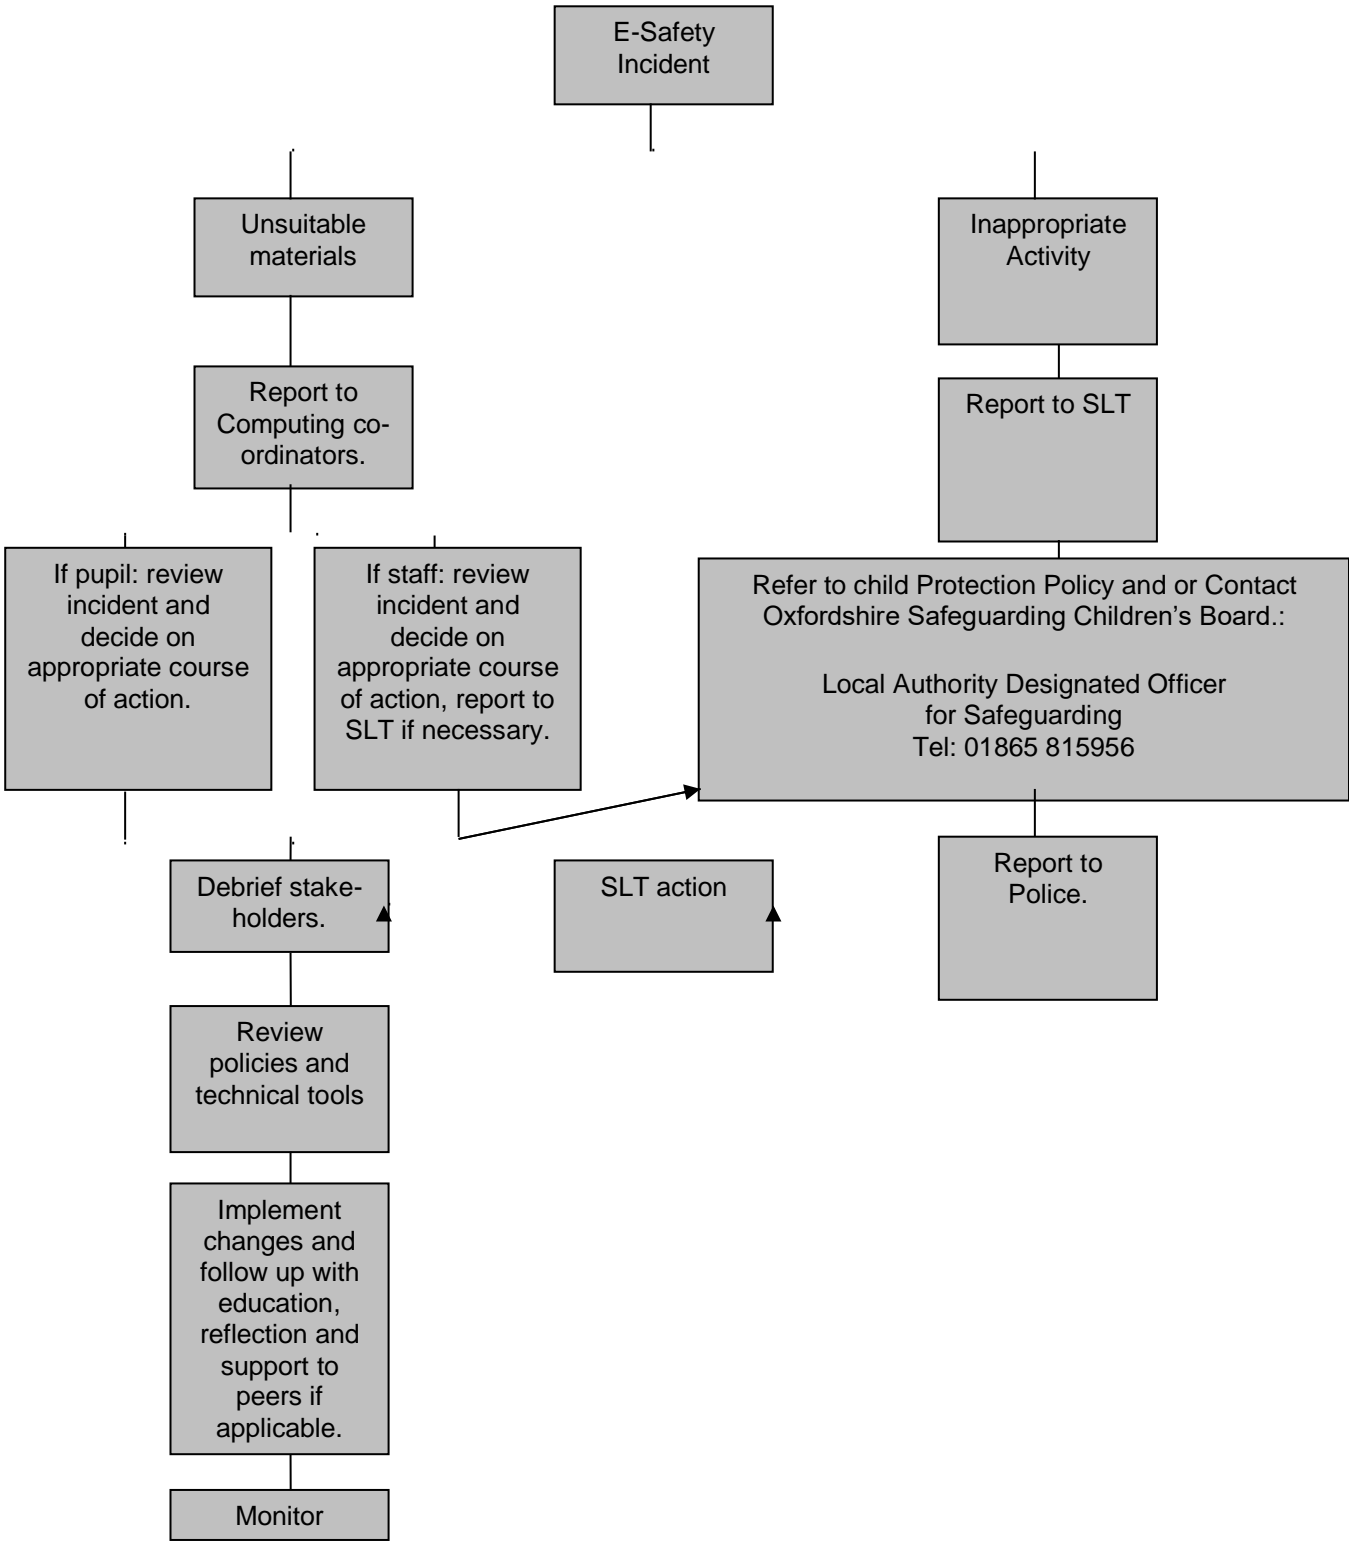 E-Safety
Incident
Unsuitable
materials
Inappropriate
Activity
Report to
Computing co-
ordinators.
Report to SLT
If pupil: review
incident and
decide on
appropriate course
of action.
If staff: review
incident and
decide on
appropriate course
of action, report to
SLT if necessary.
Refer to child Protection Policy and or Contact
Oxfordshire Safeguarding Children’s Board.:
Local Authority Designated Officer
for Safeguarding
Tel: 01865 815956
Debrief stake-
holders.
SLT action
Report to
Police.
Review
policies and
technical tools
Implement
changes and
follow up with
education,
reflection and
support to
peers if
applicable.
Monitor